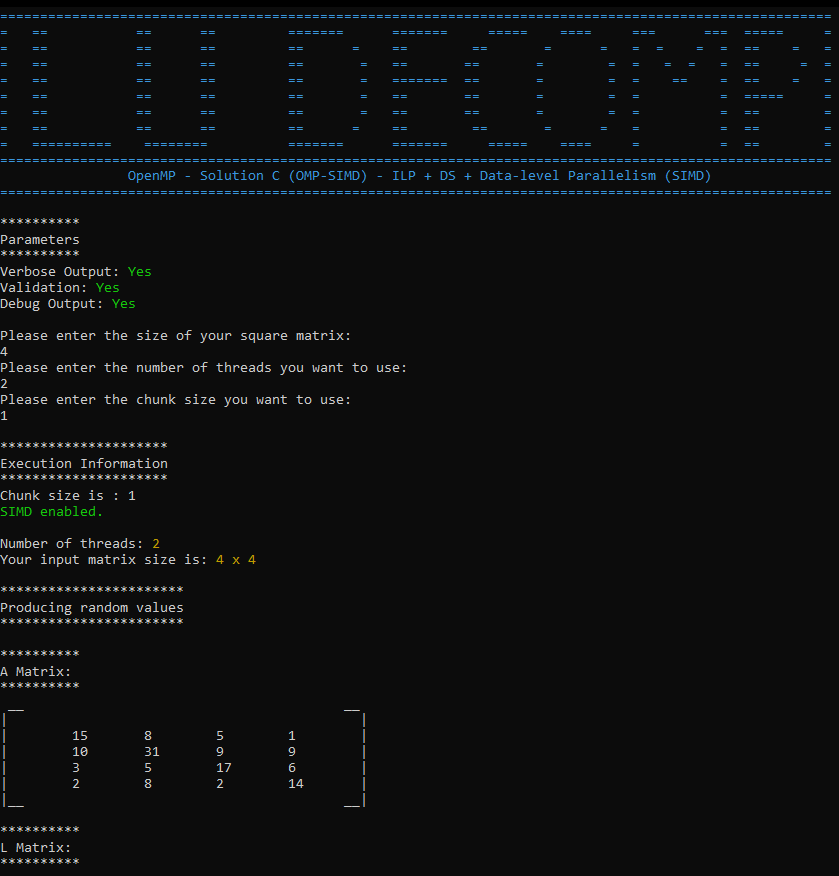 LU DECOMP
OpenMP - Solution C (OMP-SIMD) - ILP + DS + Data-level Parallelism (SIMD)
**********
Parameters
**********
Verbose Output: Yes
Validation: Yes
Debug Output: Yes
Please enter the size of your square matrix:
4
Please enter the number of threads you want to use:
2
Please enter the chunk size you want to use:
1
*********************
Execution Information
*********************
Chunk size is : 1
SIMD enabled.
Number of threads: 2
Your input matrix size is: 4 x 4
***********************
Producing random values
***********************
**********
A Matrix:
**********
15 8 5 1
10 31 9 9
3 5 17 6
2 8 2 14
**********
L Matrix:
**********